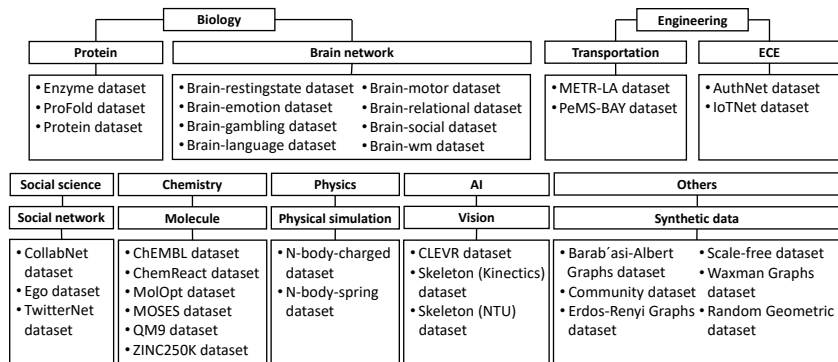 Biology
Engineering
Protein
Brain network
Transportation
ECE
• Enzyme dataset
• ProFold dataset
• Protein dataset
• Brain-restingstate dataset
• Brain-emotion dataset
• Brain-gambling dataset
• Brain-language dataset
• Brain-motor dataset
• Brain-relational dataset
• Brain-social dataset
• Brain-wm dataset
• METR-LA dataset
• PeMS-BAY dataset
• AuthNet dataset
• IoTNet dataset
Social science
Chemistry
Physics
AI
Others
Social network
Molecule
Physical simulation
Vision
Synthetic data
• CollabNet
dataset
• Ego dataset
• TwitterNet
dataset
• ChEMBL dataset
• ChemReact dataset
• MolOpt dataset
• MOSES dataset
• QM9 dataset
• ZINC250K dataset
• N-body-charged
dataset
• N-body-spring
dataset
• CLEVR dataset
• Skeleton (Kinectics)
dataset
• Skeleton (NTU)
dataset
• Barab´asi-Albert
Graphs dataset
• Community dataset
• Erdos-Renyi Graphs
dataset
• Scale-free dataset
• Waxman Graphs
dataset
• Random Geometric
dataset